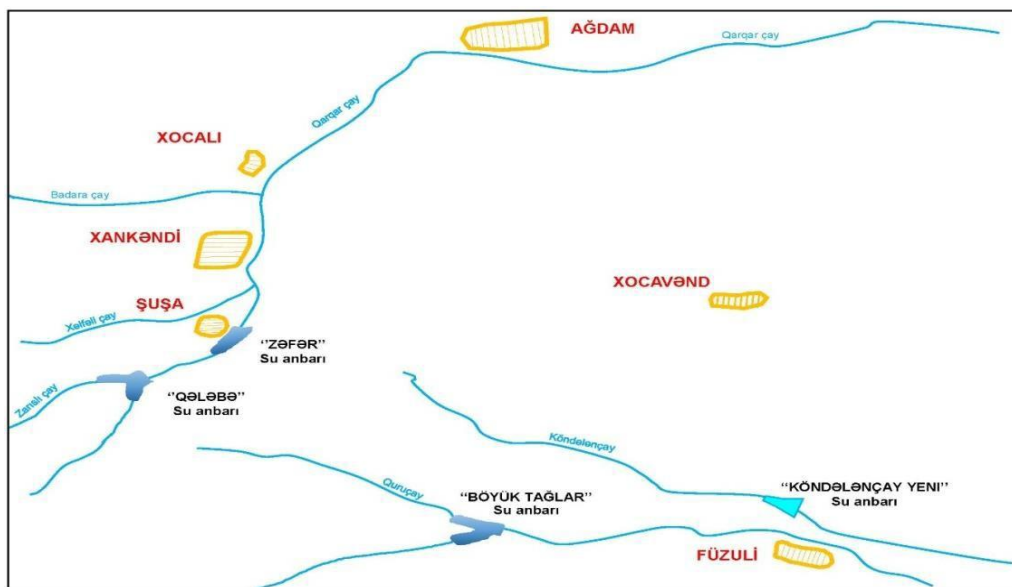 AĞDAM
Qarqar çay
Qarqar çay
XOCALI
Badara çay
XANKƏNDİ
XOCAVƏND
ŞUŞA
Xəlfəli çay
''ZƏFƏR''
Su anbarı
''QƏLƏBƏ''
Su anbarı
Zarıslı çay
Köndələnçay
Quruçay
''BÖYÜK TAĞLAR''
Su anbarı
''KÖNDƏLƏNÇAY YENI''
Su anbarı
FÜZULİ